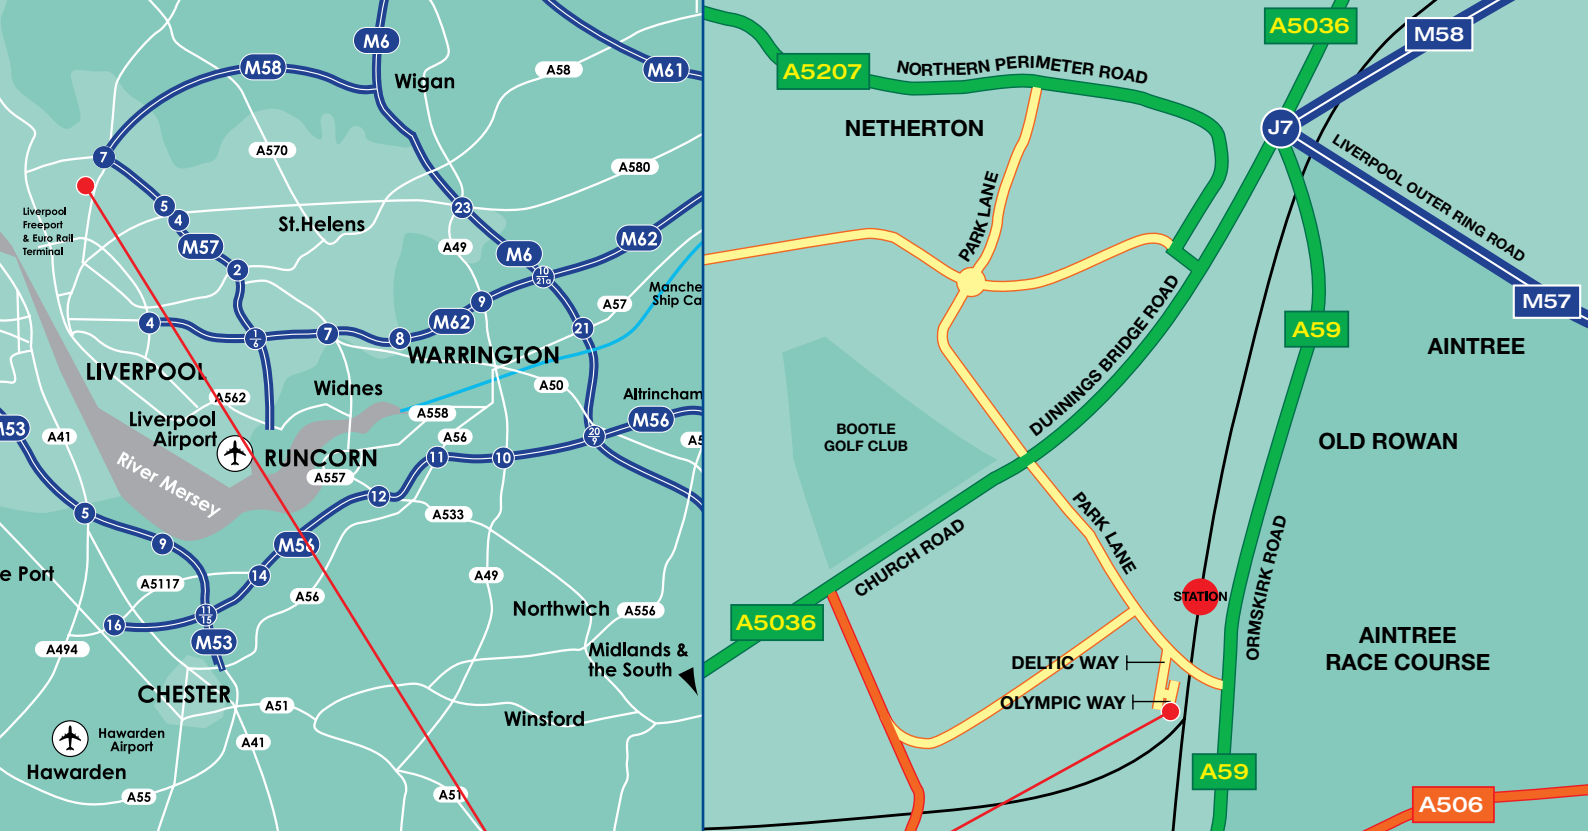 M6
M58
M61
Wigan
A58
A570
7
A580
5
4
23
Liverpool
Freeport
& Euro Rail
Terminal
St.Helens
M57
A49
M6
M62
2
10
21a
Manche
Ship Ca
9
A57
4
M62
1
6
7
8
21
WARRINGTON
LIVERPOOL
Widnes
A50
A562
Altrincham
Liverpool
Airport
A558
M56
M53
A41
A56
20
9
A5
RUNCORN
11
10
River Mersey
A557
12
5
A533
9
M56
e Port
A5117
14
A49
A56
Northwich
A556
11
15
16
M53
A494
Midlands &
the South
CHESTER
A51
Winsford
Hawarden
Airport
A41
Hawarden
A55
A51
A5036
M58
A5207
NORTHERN PERIMETER ROAD
NETHERTON
J7
LIVERPOOL OUTER RING ROAD
PARK LANE
M57
A59
AINTREE
DUNNINGS BRIDGE ROAD
BOOTLE
GOLF CLUB
OLD ROWAN
PARK LANE
CHURCH ROAD
ORMSKIRK ROAD
STATION
A5036
AINTREE
RACE COURSE
DELTIC WAY
OLYMPIC WAY
A59
A506